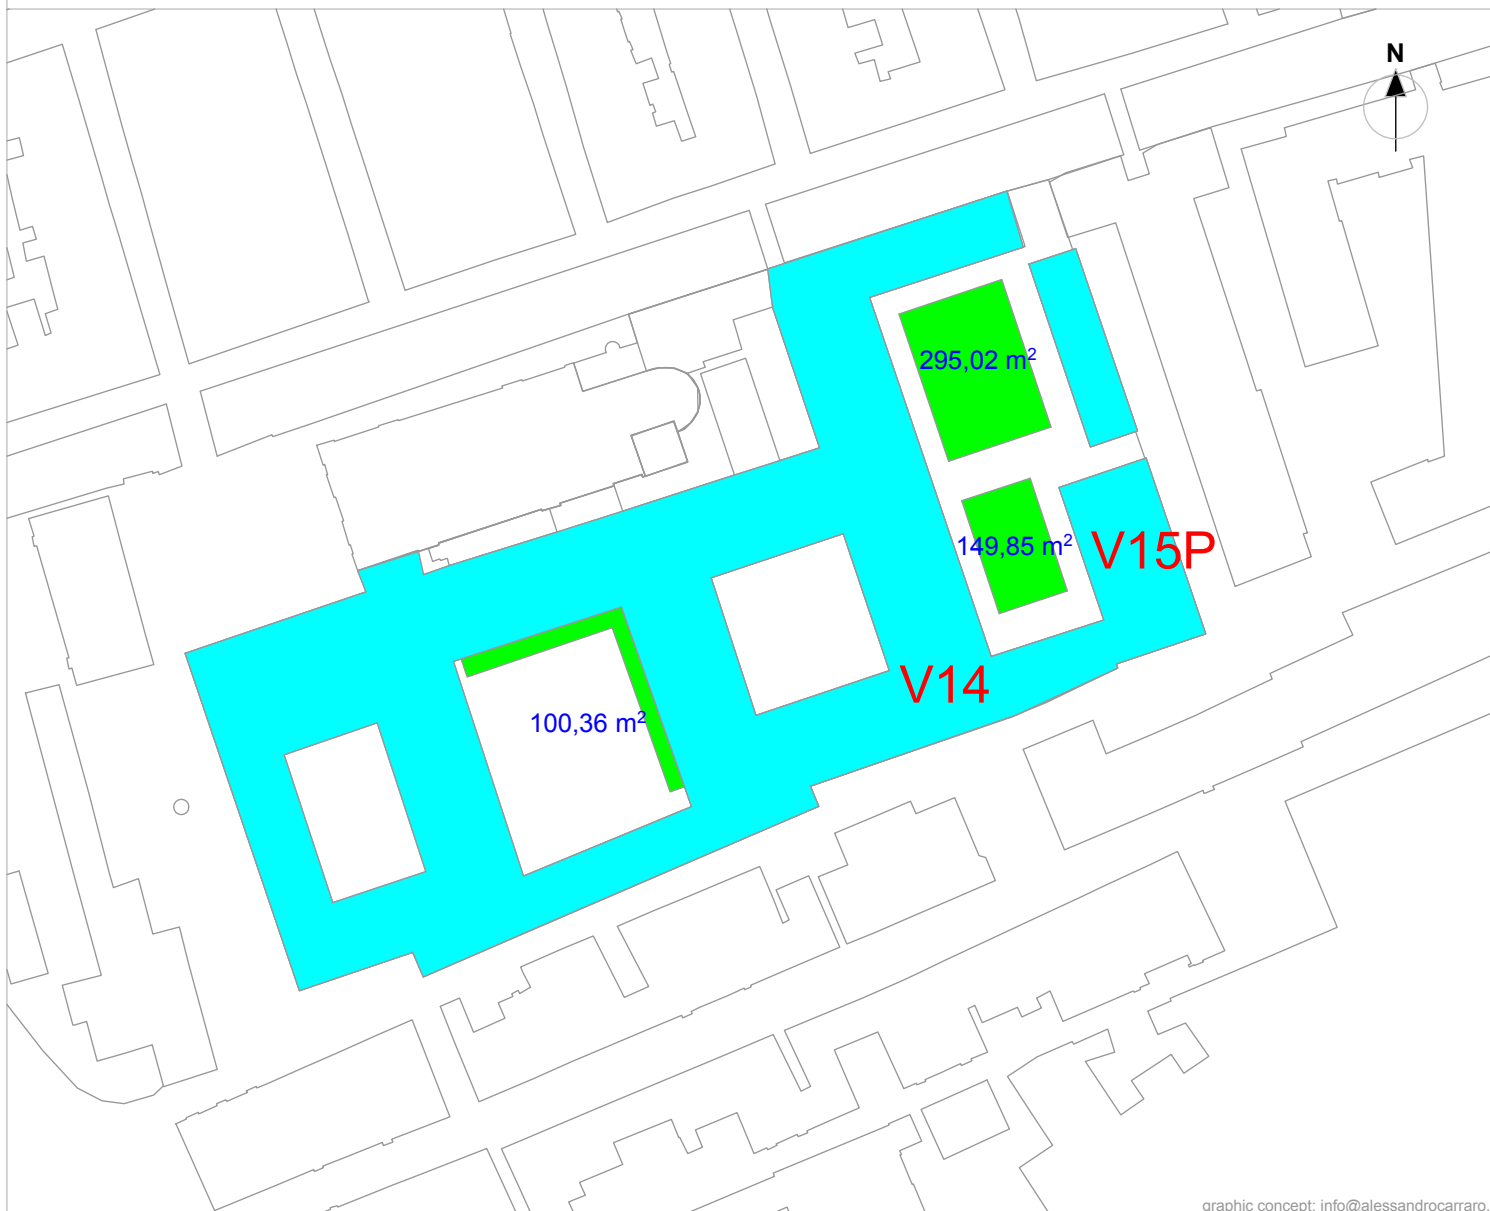 N
295,02 m²
149,85 m²
V15P
V14
100,36 m²
graphic concept: info@alessandrocarraro.